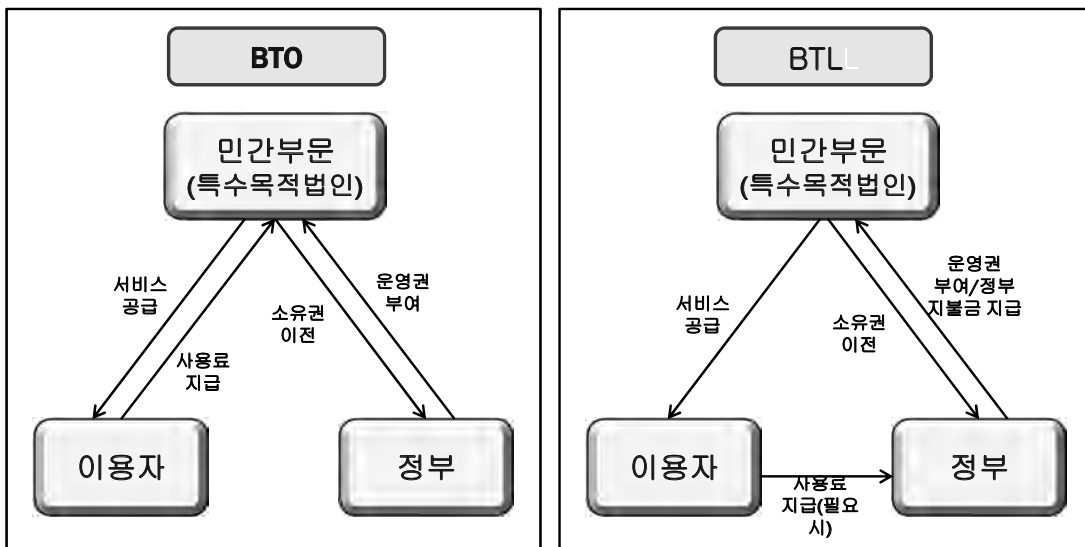 BTO
민간부문
(특수목적법인)
서비스
공급
사용료
지급
소유권
이전
운영권
부여
이용자
정부
BTLL
민간부문
(특수목적법인)
서비스
공급
소유권
이전
운영권
부여/정부
지불금 지급
이용자
사용료
지급(필요
시)
정부